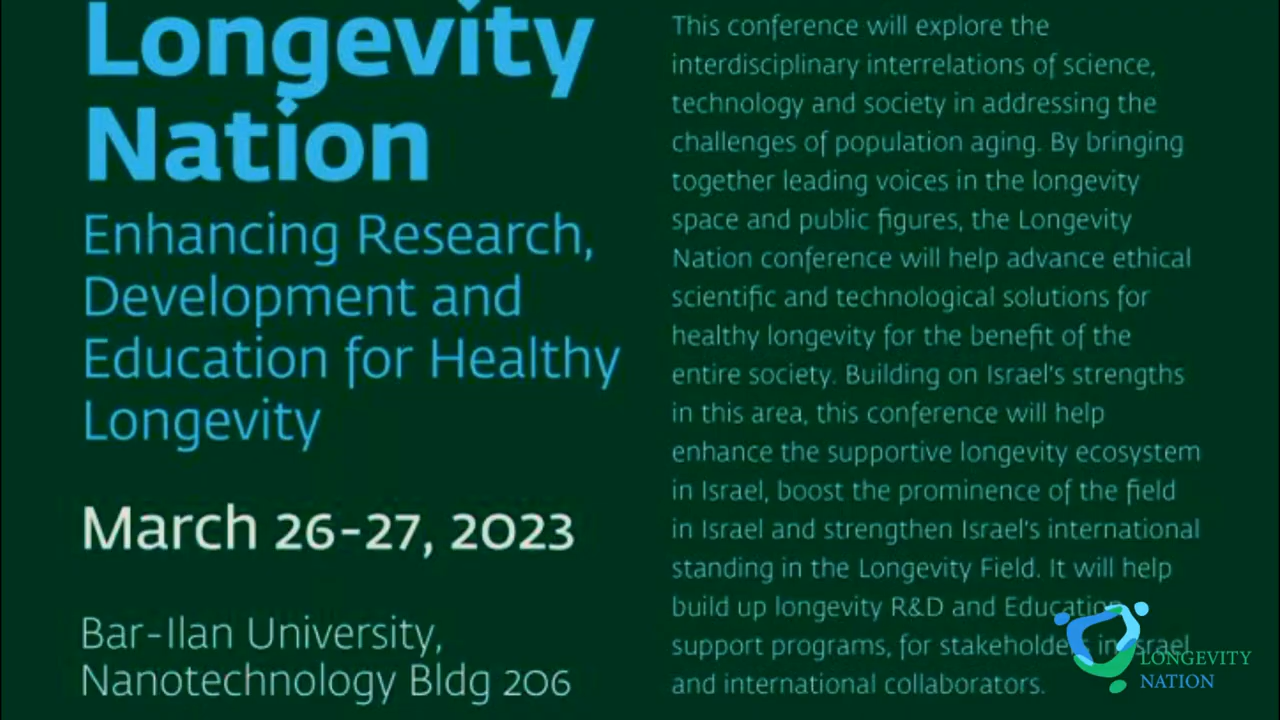 Longevity
Nation
Enhancing Research,
Development and
Education for Healthy
Longevity
March 26-27, 2023
Bar-Ilan University,
Nanotechnology Bldg 206
This conference will explore the
interdisciplinary interrelations of science,
technology and society in addressing the
challenges of population aging. By bringing
together leading voices in the longevity
space and public figures, the Longevity
Nation conference will help advance ethical
scientific and technological solutions for
healthy longevity for the benefit of the
entire society. Building on Israel's strengths
in this area, this conference will help
enhance the supportive longevity ecosystem
in Israel, boost the prominence of the field
in Israel and strengthen Israel's international
standing in the Longevity Field. It will help
build up longevity R&D and Education
support programs, for stakeholders in Israel
and international collaborators.
LONGEVITY
NATION